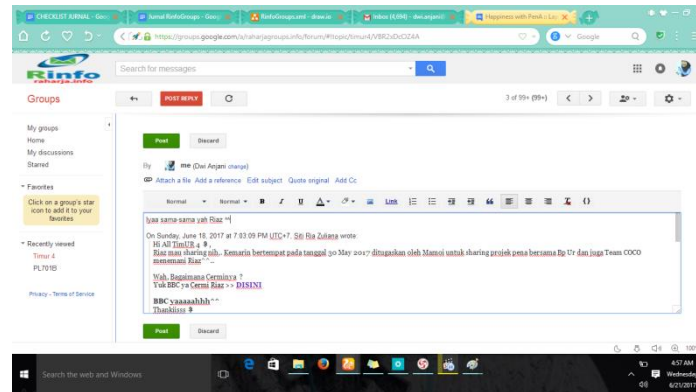 CHECKLIST JURNAL - Goo
Jurnal RinfoGroups - Goog
RinfoGroups.xml - draw.io
Happiness with PenA :: Lap
https://groups.google.com/a/raharjagroups.info/forum/#!topic/timur4/VBR2xDcOZ4A
Google
Rinfo
raharja.info
Search for messages
Groups
POST REPLY
3 of 99+ (99+)
My groups
Home
My discussions
Starred
Favorites
Click on a group's star
icon to add it to your
favorites
Recently viewed
Timur 4
PL701B
Privacy - Terms of Service
Post
Discard
By me (Dwi Anjani change)
Attach a file Add a reference Edit subject Quote original Add Cc
Normal Normal B I U A Link
Iyaa sama-sama yah Riaz ^^
On Sunday, June 18, 2017 at 7:03:09 PM UTC+7, Siti Ria Zuliana wrote:
Hi All TimUR 4
Riaz mau sharing nih,. Kemarin bertempat pada tanggal 30 May 2017 ditugaskan oleh Mamoi untuk sharing projek pena bersama Bp Ur dan juga Team COCO
menemani Riaz^^..
Wah, Bagaimana Cerminya ?
Yuk BBC ya Cermi Riaz >> DISINI
BBC yaaaaahhh^^
Thankiisss
Post
Discard
Search the web and Windows
4:57 AM
Wednesda